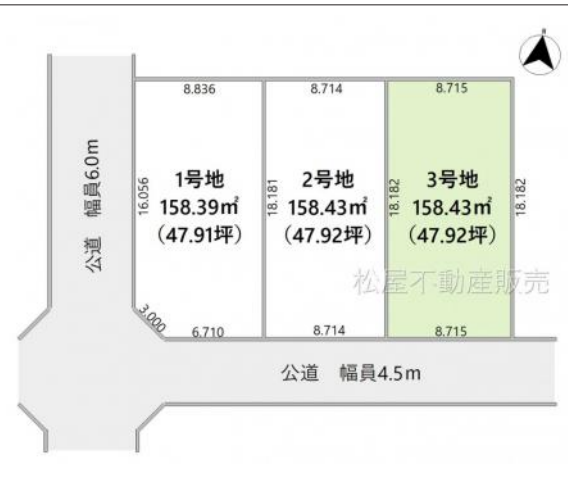 N
8.836
8.714
8.715
公道 幅員6.0m
16.056
1号地
158.39㎡
(47.91坪)
18.181
2号地
158.43㎡
(47.92坪)
18.182
3号地
158.43㎡
(47.92坪)
18.182
松屋不動産販売
3.000
6.710
8.714
8.715
公道 幅員4.5m